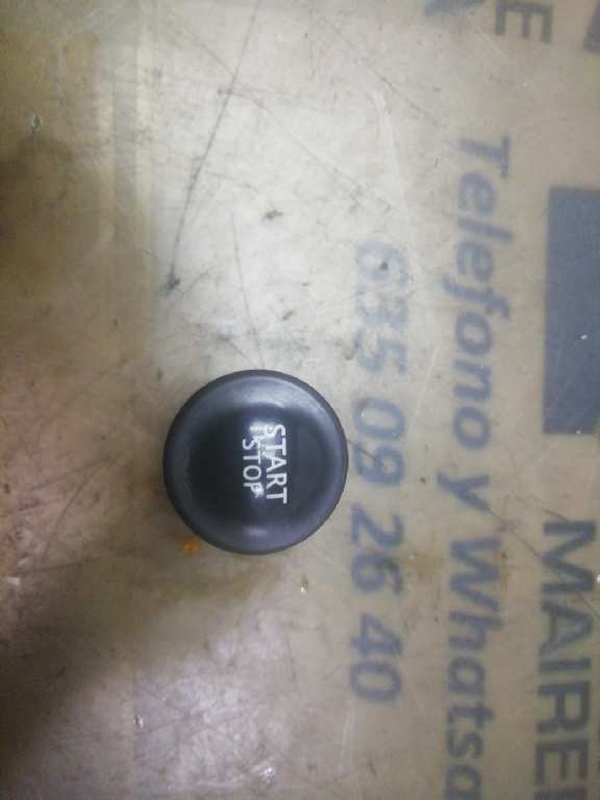 START
STOP
Telefono y Whatsa
635 09 26 40
MAIRE